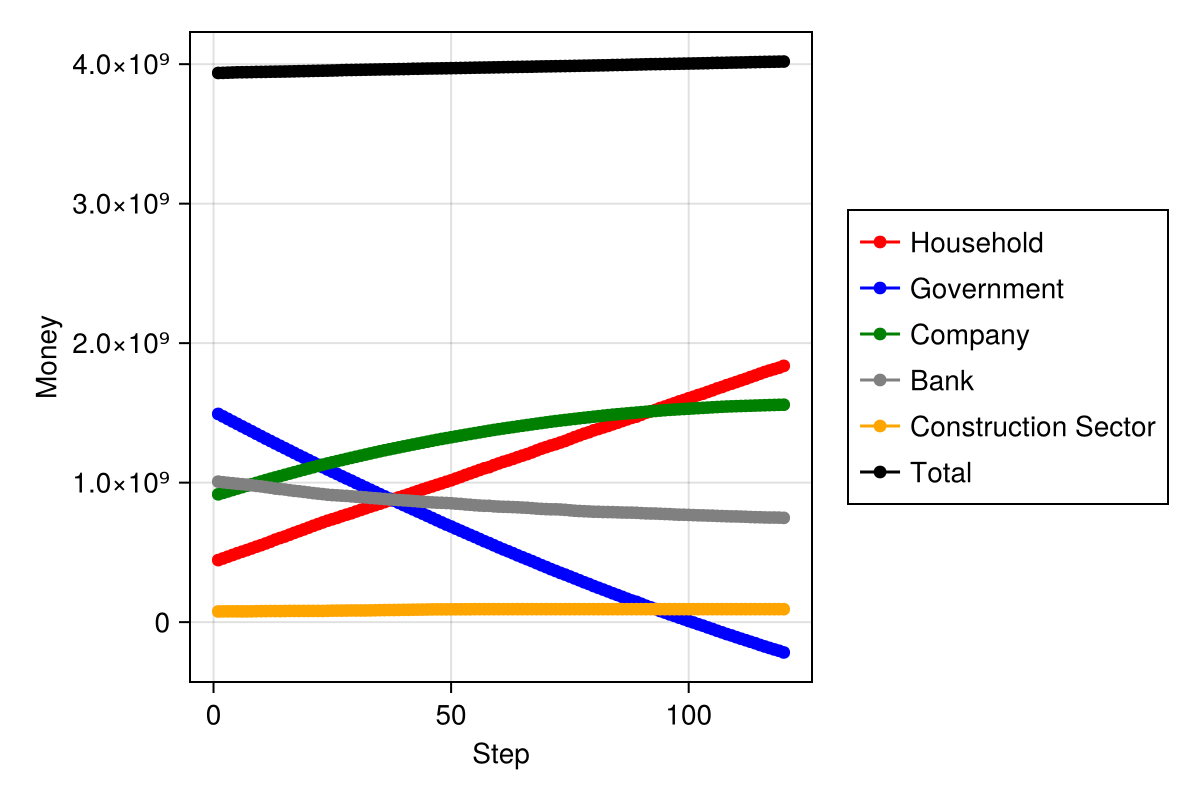 4.0×10⁹
3.0×10⁹
2.0×10⁹
1.0×10⁹
0
Money
0 50 100
Step
Household
Government
Company
Bank
Construction Sector
Total